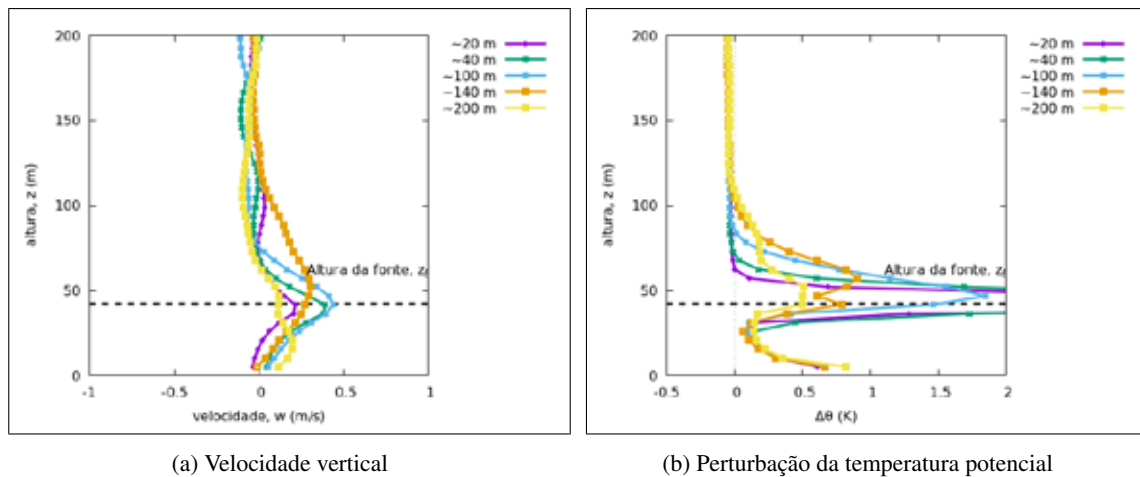 200
150
100
50
0
altura, z (m)
-1
-0.5
0
0.5
1
velocidade, w (m/s)
~20 m
~40 m
~100 m
~140 m
~200 m
Altura da fonte, z
(a) Velocidade vertical
200
150
100
50
0
altura, z (m)
-0.5
0
0.5
1
1.5
2
Δθ (K)
~20 m
~40 m
~100 m
~140 m
~200 m
Altura da fonte, z
(b) Perturbação da temperatura potencial